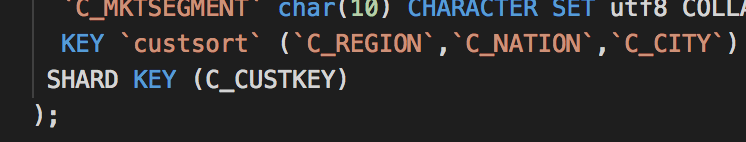 `C_MKTSEGMENT` char(10) CHARACTER SET utf8
KEY `custsort` (`C_REGION`,`C_NATION`,`C_CITY`)
SHARD KEY (C_CUSTKEY)
);